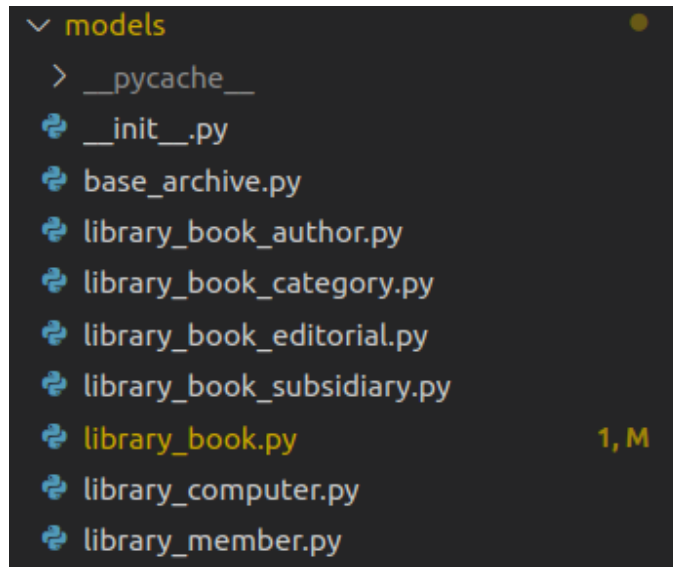 models
__pycache__
__init__.py
base_archive.py
library_book_author.py
library_book_category.py
library_book_editorial.py
library_book_subsidiary.py
library_book.py 1, M
library_computer.py
library_member.py